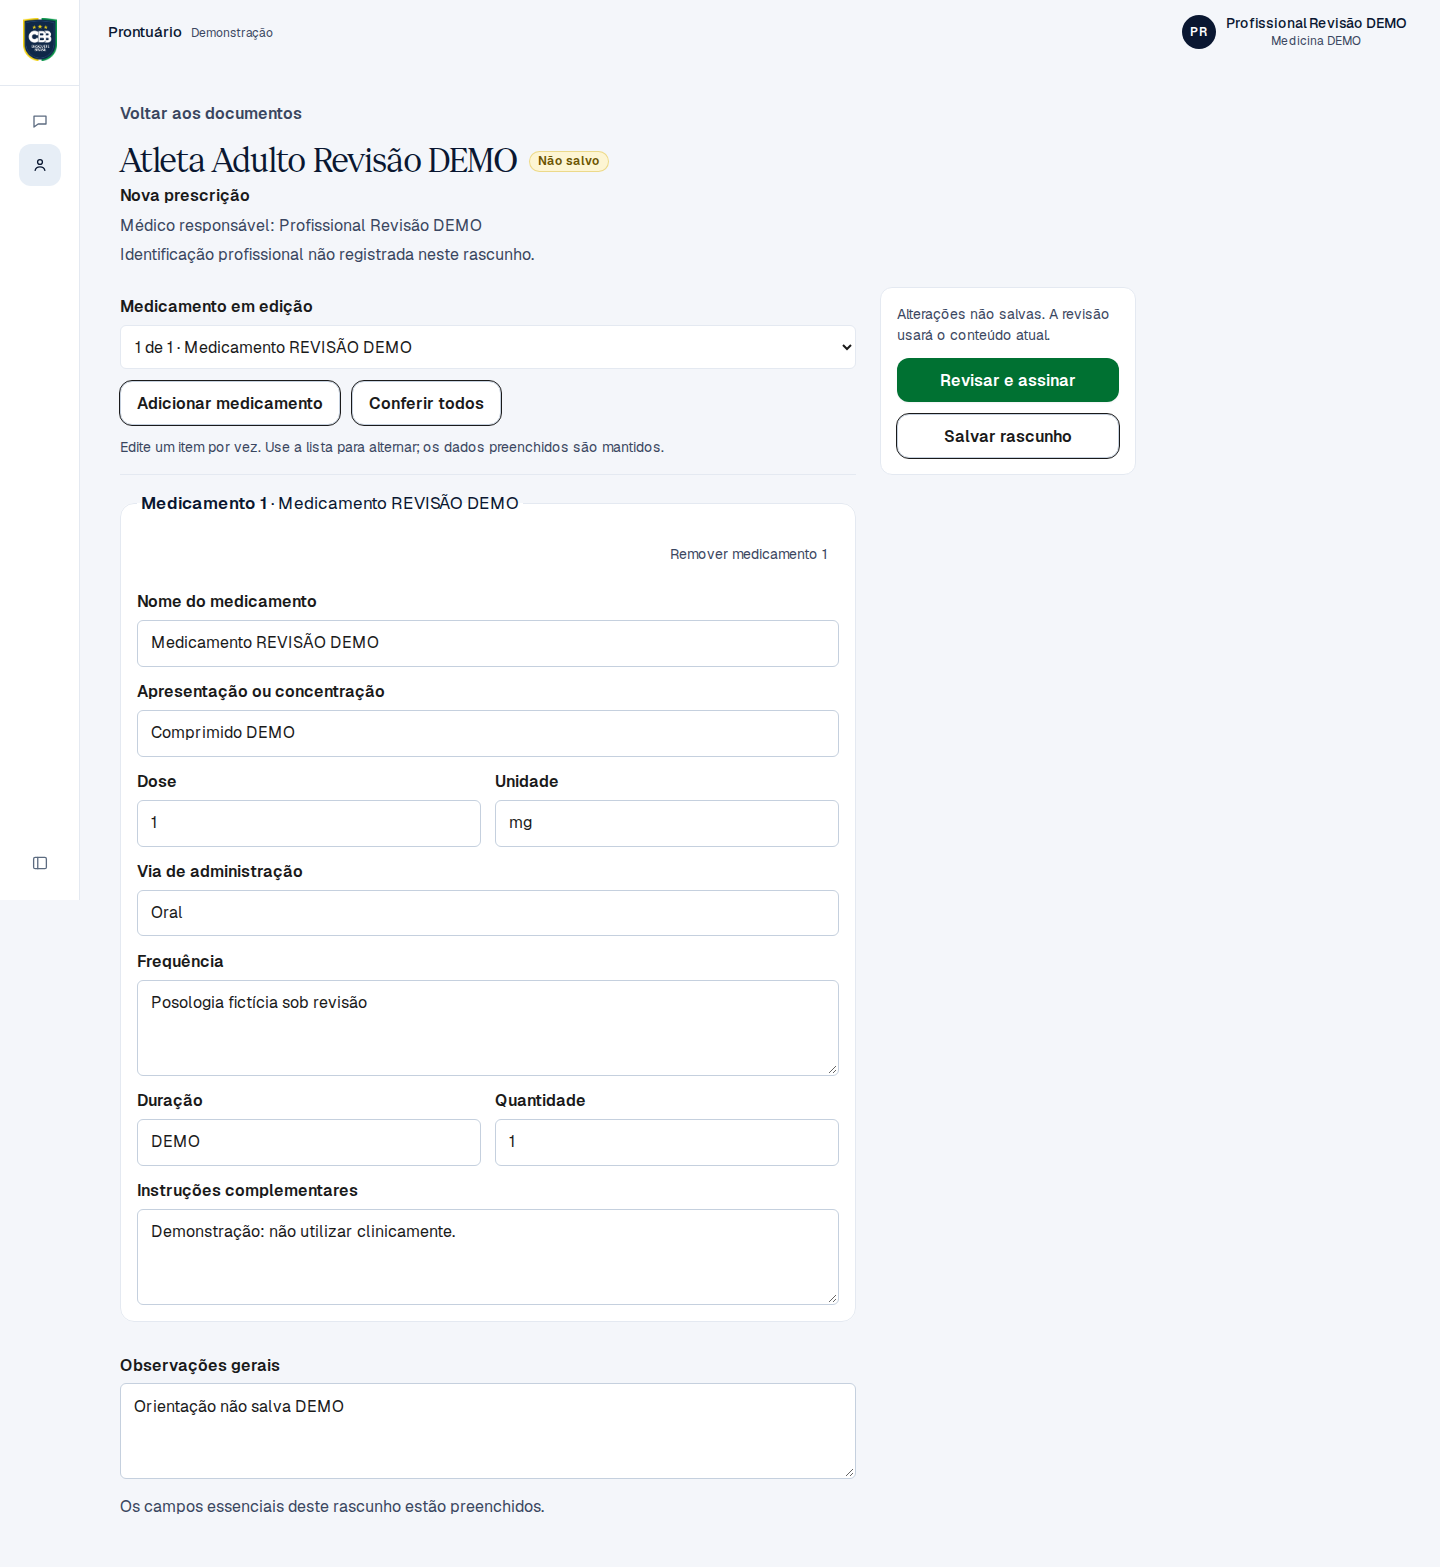 CBB
Prontuário Demonstração
PR
Profissional Revisão DEMO
Medicina DEMO
Voltar aos documentos
Atleta Adulto Revisão DEMO Não salvo
Nova prescrição
Médico responsável: Profissional Revisão DEMO
Identificação profissional não registrada neste rascunho.
Medicamento em edição
1 de 1 · Medicamento REVISÃO DEMO
Adicionar medicamento Conferir todos
Edite um item por vez. Use a lista para alternar; os dados preenchidos são mantidos.
Alterações não salvas. A revisão
usará o conteúdo atual.
Revisar e assinar
Salvar rascunho
Medicamento 1 · Medicamento REVISÃO DEMO
Remover medicamento 1
Nome do medicamento
Medicamento REVISÃO DEMO
Apresentação ou concentração
Comprimido DEMO
Dose Unidade
1 mg
Via de administração
Oral
Frequência
Posologia fictícia sob revisão
Duração Quantidade
DEMO 1
Instruções complementares
Demonstração: não utilizar clinicamente.
Observações gerais
Orientação não salva DEMO
Os campos essenciais deste rascunho estão preenchidos.